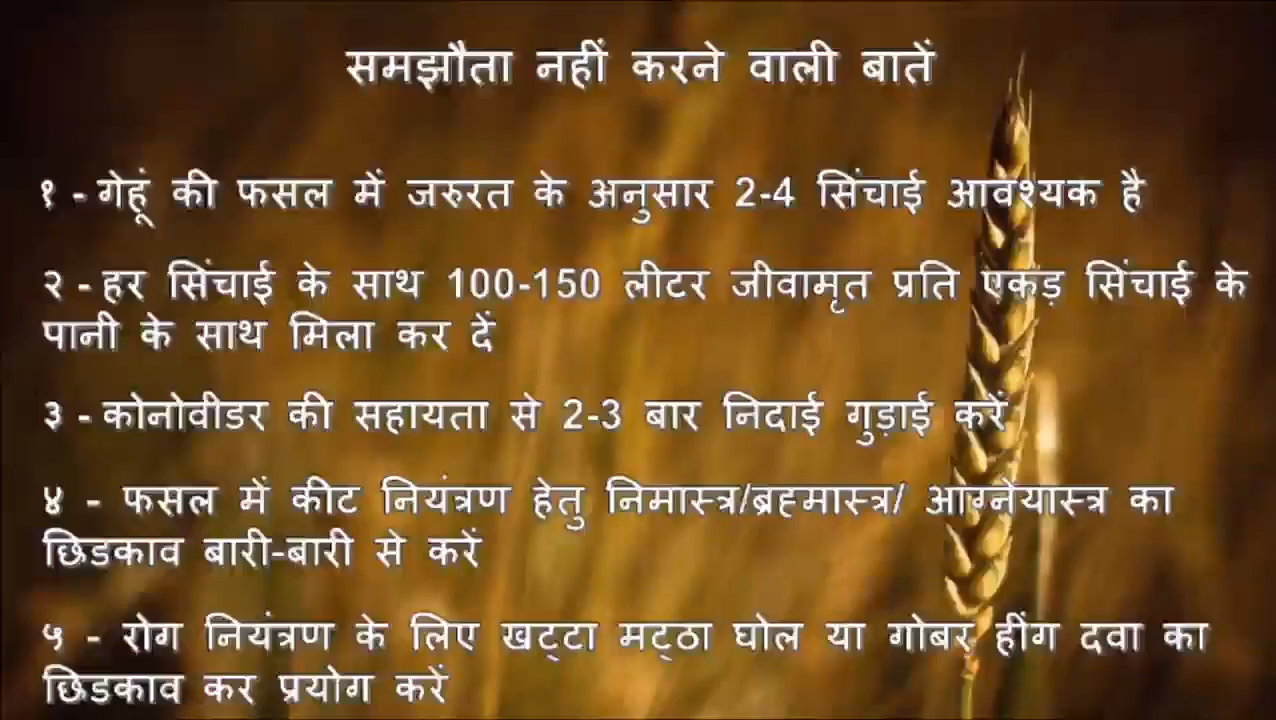 समझौता नहीं करने वाली बातें
१ - गेहूं की फसल में जरुरत के अनुसार 2-4 सिंचाई आवश्यक है
२ - हर सिंचाई के साथ 100-150 लीटर जीवामृत प्रति एकड़ सिंचाई के
पानी के साथ मिला कर दें
३ - कोनोवीडर की सहायता से 2-3 बार निदाई गुड़ाई करें
४ - फसल में कीट नियंत्रण हेतु निमास्त्र/ब्रह्मास्त्र/ आग्नेयास्त्र का
छिडकाव बारी-बारी से करें
५ - रोग नियंत्रण के लिए खट्टा मट्ठा घोल या गोबर हींग दवा का
छिडकाव कर प्रयोग करें